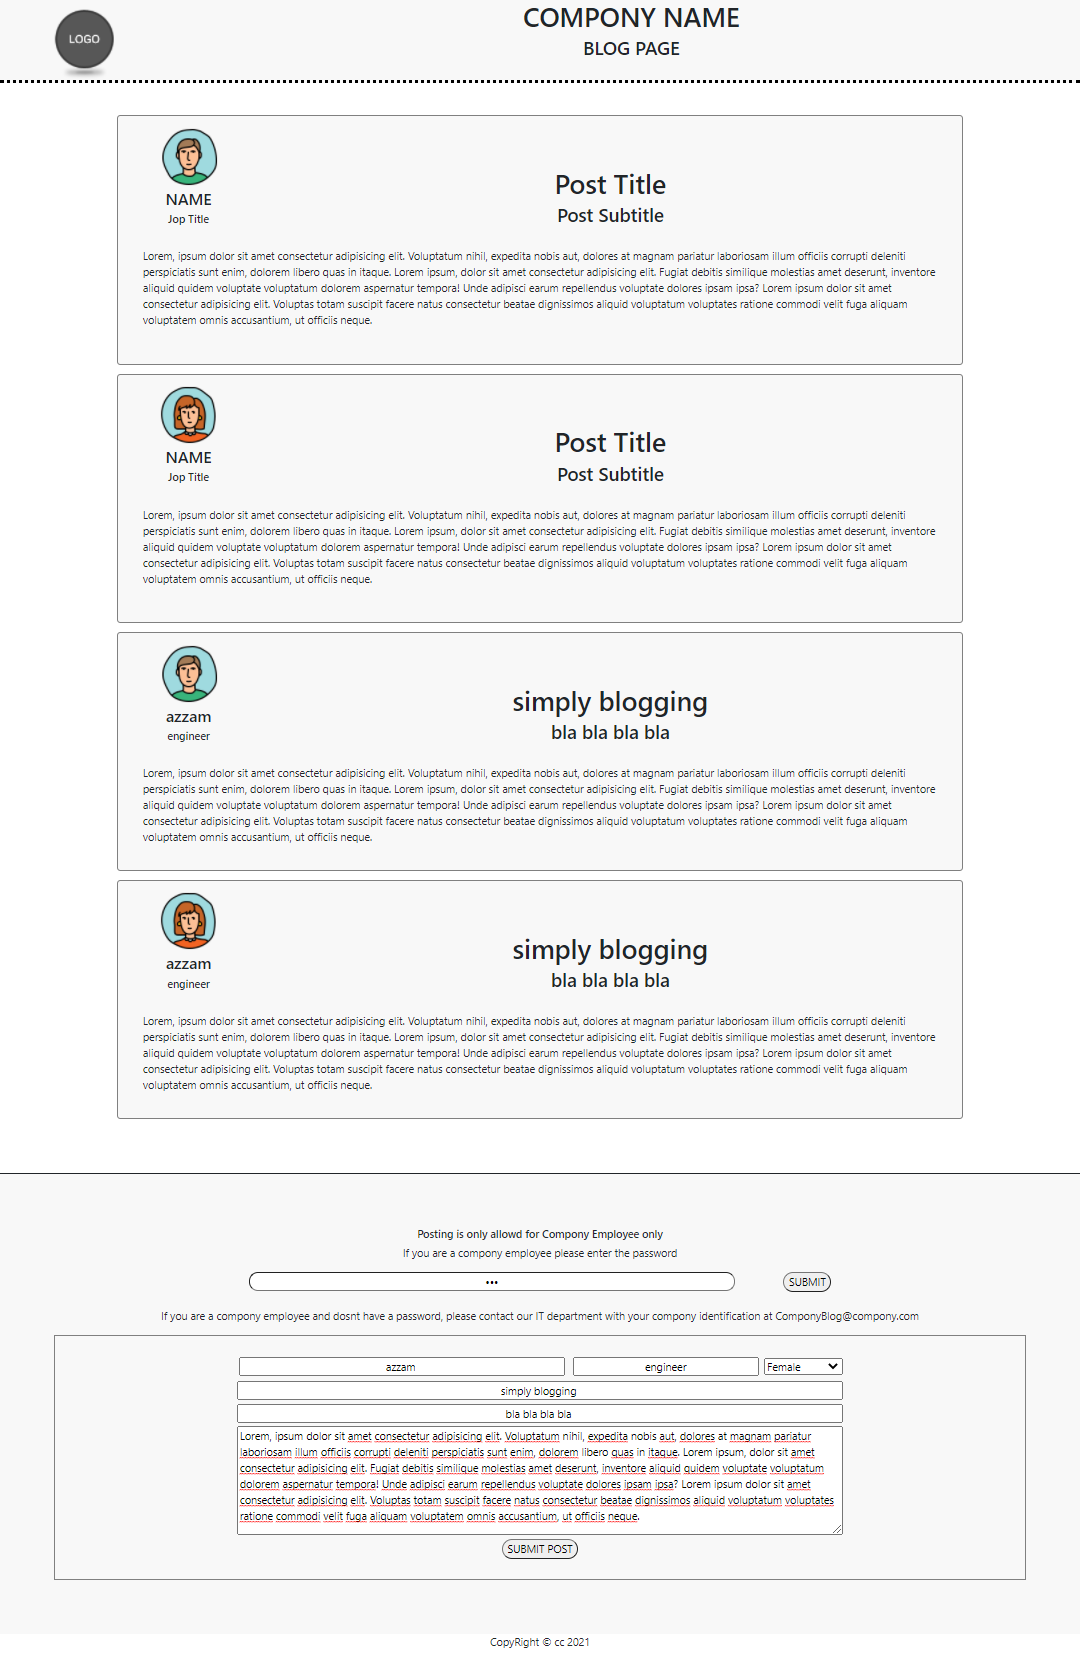 LOGO
COMPONY NAME
BLOG PAGE
NAME
Jop Title
Post Title
Post Subtitle
Lorem, ipsum dolor sit amet consectetur adipisicing elit. Voluptatum nihil, expedita nobis aut, dolores at magnam pariatur laboriosam illum officiis corrupti deleniti
perspiciatis sunt enim, dolorem libero quas in itaque. Lorem ipsum, dolor sit amet consectetur adipisicing elit. Fugiat debitis similique molestias amet deserunt, inventore
aliquid quidem voluptate voluptatum dolorem aspernatur tempora! Unde adipisci earum repellendus voluptate dolores ipsam ipsa? Lorem ipsum dolor sit amet
consectetur adipisicing elit. Voluptas totam suscipit facere natus consectetur beatae dignissimos aliquid voluptatum voluptates ratione commodi velit fuga aliquam
voluptatem omnis accusantium, ut officiis neque.
NAME
Jop Title
Post Title
Post Subtitle
Lorem, ipsum dolor sit amet consectetur adipisicing elit. Voluptatum nihil, expedita nobis aut, dolores at magnam pariatur laboriosam illum officiis corrupti deleniti
perspiciatis sunt enim, dolorem libero quas in itaque. Lorem ipsum, dolor sit amet consectetur adipisicing elit. Fugiat debitis similique molestias amet deserunt, inventore
aliquid quidem voluptate voluptatum dolorem aspernatur tempora! Unde adipisci earum repellendus voluptate dolores ipsam ipsa? Lorem ipsum dolor sit amet
consectetur adipisicing elit. Voluptas totam suscipit facere natus consectetur beatae dignissimos aliquid voluptatum voluptates ratione commodi velit fuga aliquam
voluptatem omnis accusantium, ut officiis neque.
azzam
engineer
simply blogging
bla bla bla bla
Lorem, ipsum dolor sit amet consectetur adipisicing elit. Voluptatum nihil, expedita nobis aut, dolores at magnam pariatur laboriosam illum officiis corrupti deleniti
perspiciatis sunt enim, dolorem libero quas in itaque. Lorem ipsum, dolor sit amet consectetur adipisicing elit. Fugiat debitis similique molestias amet deserunt, inventore
aliquid quidem voluptate voluptatum dolorem aspernatur tempora! Unde adipisci earum repellendus voluptate dolores ipsam ipsa? Lorem ipsum dolor sit amet
consectetur adipisicing elit. Voluptas totam suscipit facere natus consectetur beatae dignissimos aliquid voluptatum voluptates ratione commodi velit fuga aliquam
voluptatem omnis accusantium, ut officiis neque.
azzam
engineer
simply blogging
bla bla bla bla
Lorem, ipsum dolor sit amet consectetur adipisicing elit. Voluptatum nihil, expedita nobis aut, dolores at magnam pariatur laboriosam illum officiis corrupti deleniti
perspiciatis sunt enim, dolorem libero quas in itaque. Lorem ipsum, dolor sit amet consectetur adipisicing elit. Fugiat debitis similique molestias amet deserunt, inventore
aliquid quidem voluptate voluptatum dolorem aspernatur tempora! Unde adipisci earum repellendus voluptate dolores ipsam ipsa? Lorem ipsum dolor sit amet
consectetur adipisicing elit. Voluptas totam suscipit facere natus consectetur beatae dignissimos aliquid voluptatum voluptates ratione commodi velit fuga aliquam
voluptatem omnis accusantium, ut officiis neque.
Posting is only allowd for Compony Employee only
If you are a compony employee please enter the password
••• SUBMIT
If you are a compony employee and dosnt have a password, please contact our IT department with your compony identification at ComponyBlog@compony.com
azzam engineer Female
simply blogging
bla bla bla bla
Lorem, ipsum dolor sit amet consectetur adipisicing elit. Voluptatum nihil, expedita nobis aut, dolores at magnam pariatur
laboriosam illum officiis corrupti deleniti perspiciatis sunt enim, dolorem libero quas in itaque. Lorem ipsum, dolor sit amet
consectetur adipisicing elit. Fugiat debitis similique molestias amet deserunt, inventore aliquid quidem voluptate voluptatum
dolorem aspernatur tempora! Unde adipisci earum repellendus voluptate dolores ipsam ipsa? Lorem ipsum dolor sit amet
consectetur adipisicing elit. Voluptas totam suscipit facere natus consectetur beatae dignissimos aliquid voluptatum voluptates
ratione commodi velit fuga aliquam voluptatem omnis accusantium, ut officiis neque.
SUBMIT POST
CopyRight © cc 2021